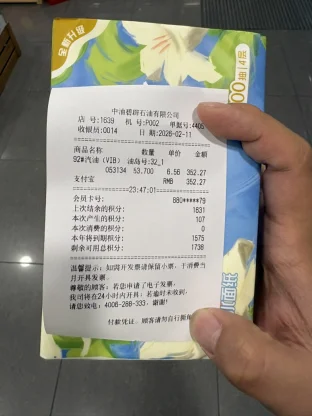 中油碧辟石油有限公司
店 号:1639 机 号:P002 单据号:4405
收银员:0014 日 期:2026-02-11
商品名称 数量 单价 金额
92#汽油(VIB) 油岛号:32_1
053134 53.700 6.56 352.27
支付宝 RMB 352.27
23:47:01
会员卡号: 880*****79
上次结余的积分: 1631
本次产生的积分: 107
本次消费的积分: 0
本年将到期积分: 1575
剩余可用总积分: 1738
温馨提示:如需开发票请保留小票,于消费当
月开具发票。
尊敬的顾客:若您申请了电子发票,
我司将在24小时内开具;若临时未收到,
请您致电:4008-288-333,谢谢!
付款凭证,顾客请勿自行撕